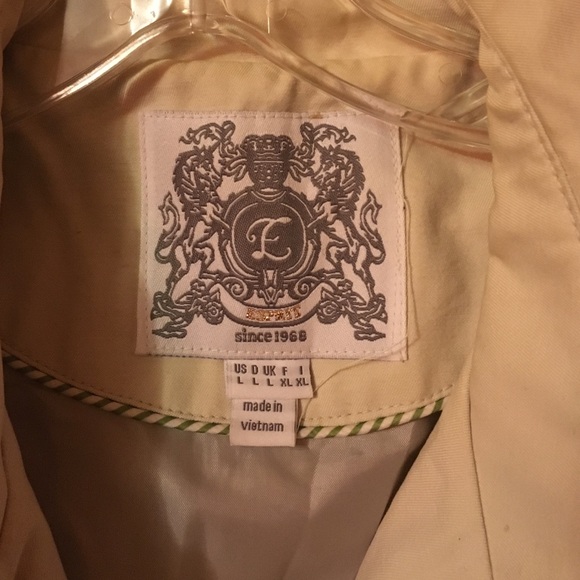 E
ESPRIT
since 1968
US D UK F I
L L L XL XL
made in
vietnam